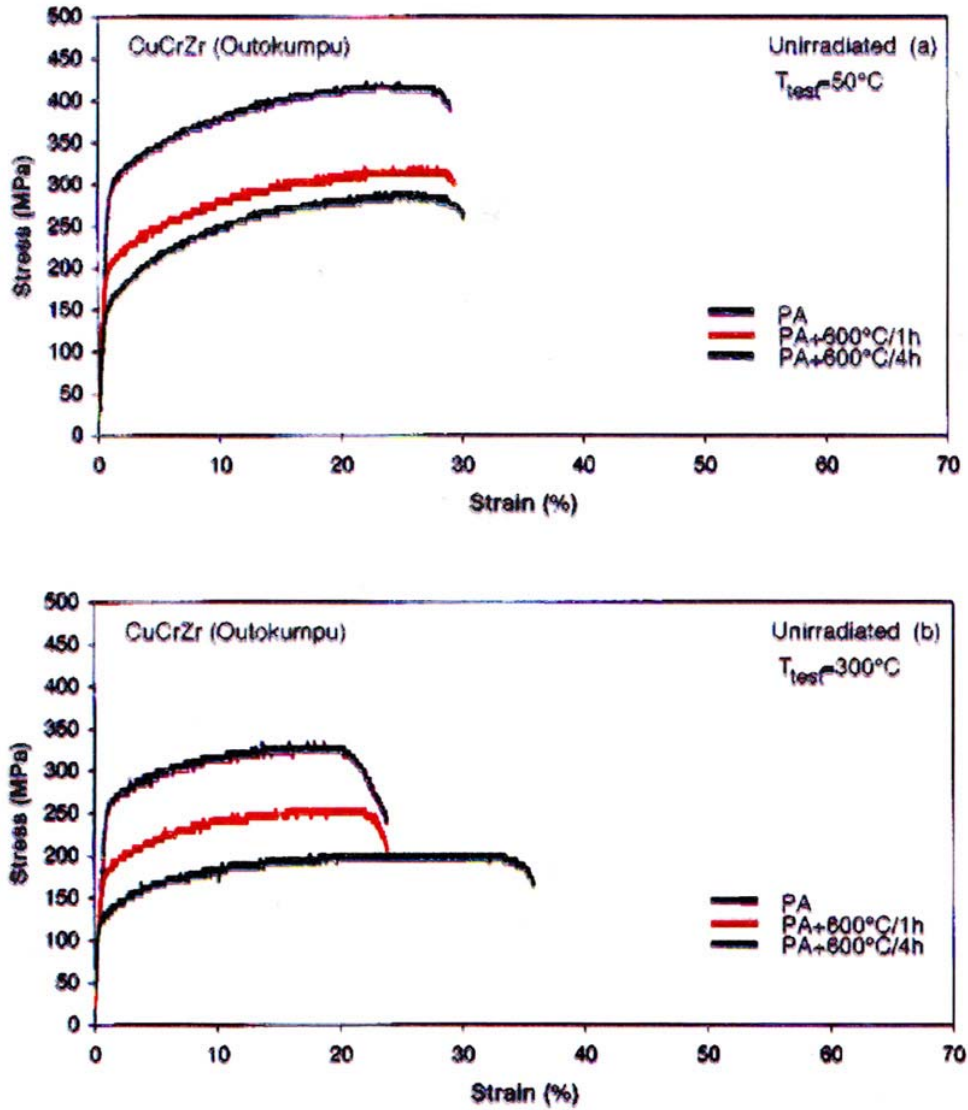 500
CuCrZr (Outokumpu)
Unirradiated (a)
450
Ttest=50°C
400
350
300
250
200
150
100
50
0
Stress (MPa)
PA
PA+600°C/1h
PA+600°C/4h
0 10 20 30 40 50 60 70
Strain (%)
500
CuCrZr (Outokumpu)
Unirradiated (b)
450
Ttest=300°C
400
350
300
250
200
150
100
50
0
Stress (MPa)
PA
PA+600°C/1h
PA+600°C/4h
0 10 20 30 40 50 60 70
Strain (%)